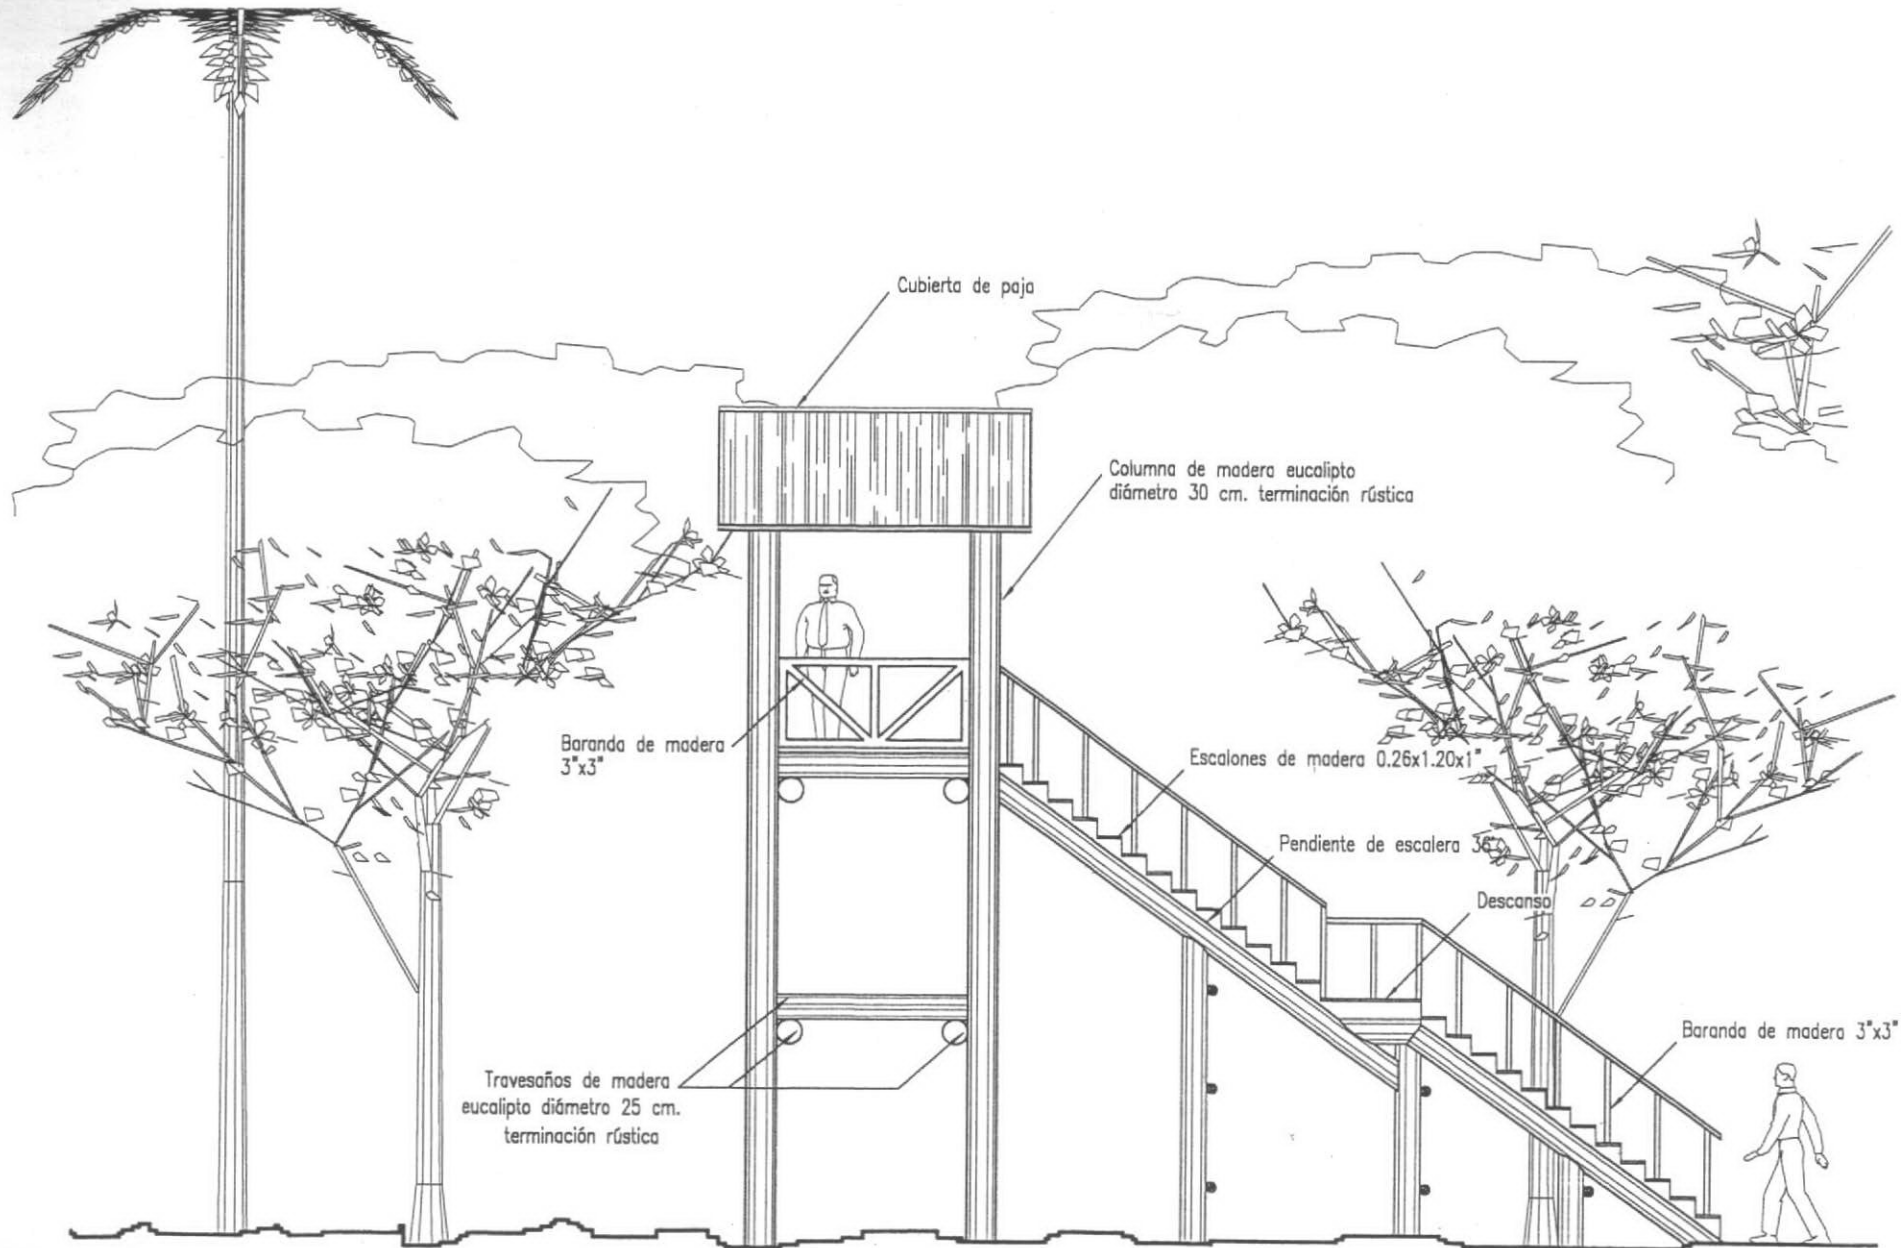 Cubierta de paja
Columna de madera eucalipto
diámetro 30 cm. terminación rústica
Baranda de madera
3"x3"
Escalones de madera 0.26x1.20x1"
Pendiente de escalera 36°
Descanso
Baranda de madera 3"x3"
Travesaños de madera
eucalipto diámetro 25 cm.
terminación rústica